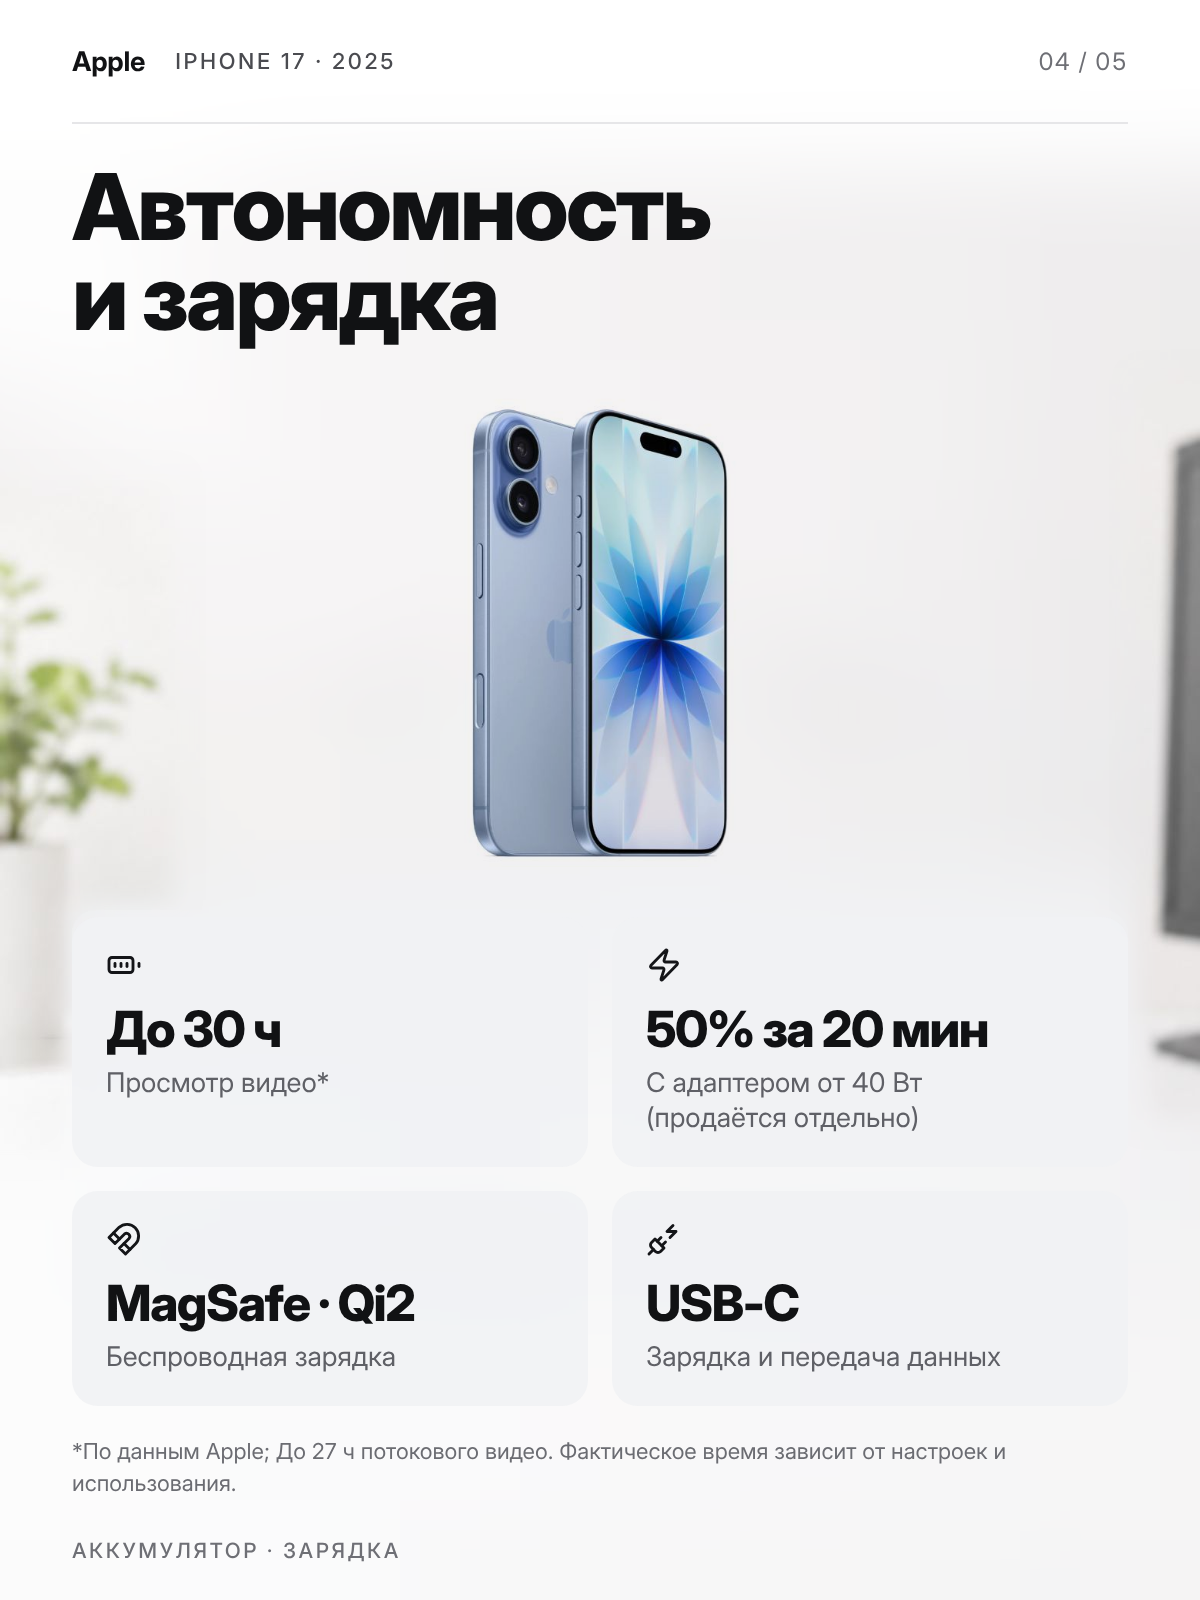 Apple IPHONE 17 · 2025 04 / 05
Автономность
и зарядка
До 30 ч
Просмотр видео*
50% за 20 мин
С адаптером от 40 Вт
(продаётся отдельно)
MagSafe · Qi2
Беспроводная зарядка
USB-C
Зарядка и передача данных
*По данным Apple; До 27 ч потокового видео. Фактическое время зависит от настроек и
использования.
АККУМУЛЯТОР · ЗАРЯДКА